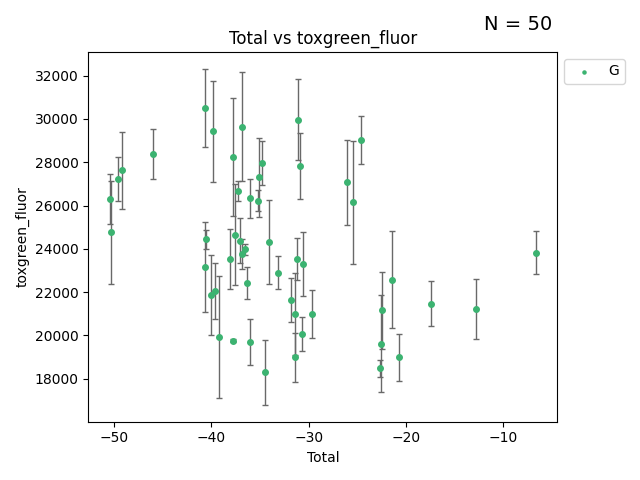 N = 50
Total vs toxgreen_fluor
G
toxgreen_fluor
32000
30000
28000
26000
24000
22000
20000
18000
−50 −40 −30 −20 −10
Total